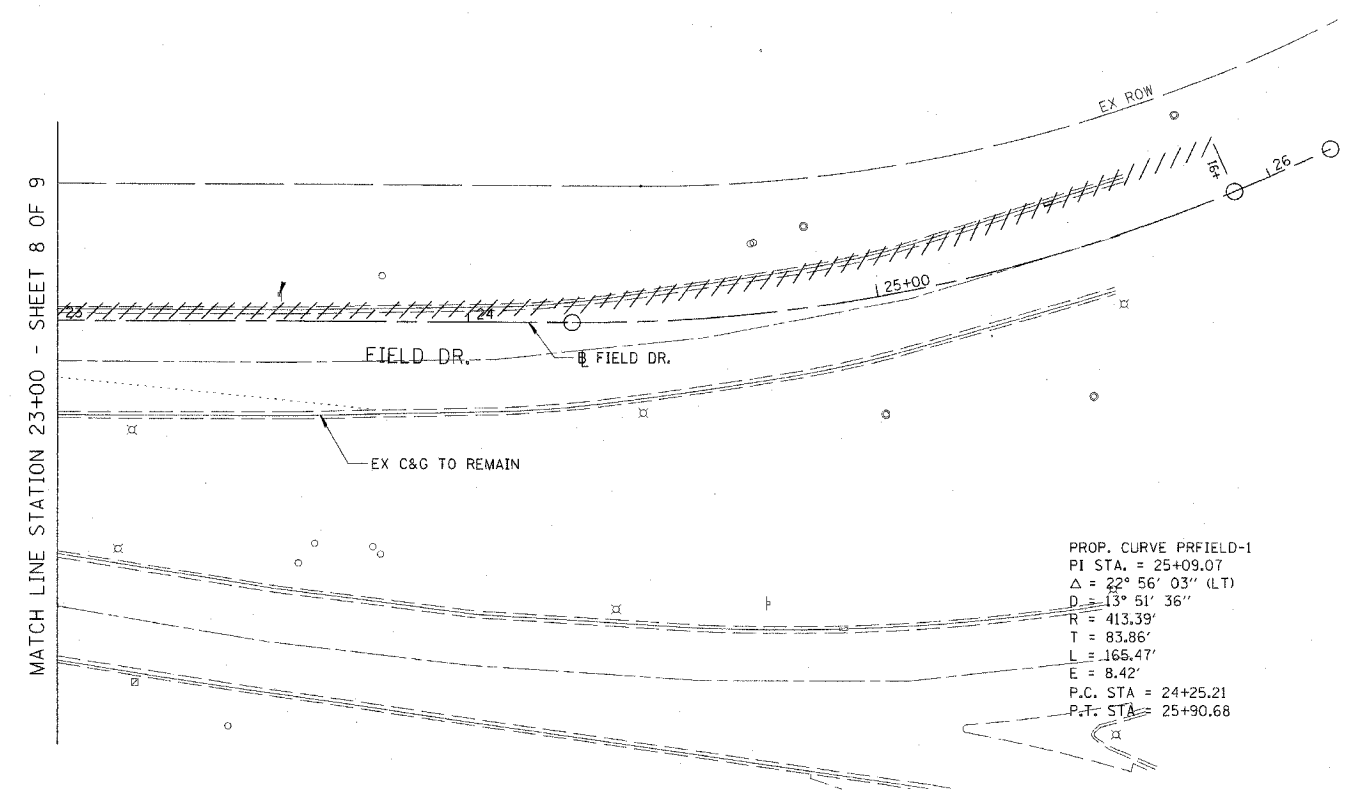 EX ROW
+91
26
25+00
23
24
FIELD DR.
℄ FIELD DR.
EX C&G TO REMAIN
MATCH LINE STATION 23+00 - SHEET 8 OF 9
PROP. CURVE PRFIELD-1
PI STA. = 25+09.07
Δ = 22° 56' 03" (LT)
D = 13° 51' 36"
R = 413.39'
T = 83.86'
L = 165.47'
E = 8.42'
P.C. STA = 24+25.21
P.T. STA = 25+90.68